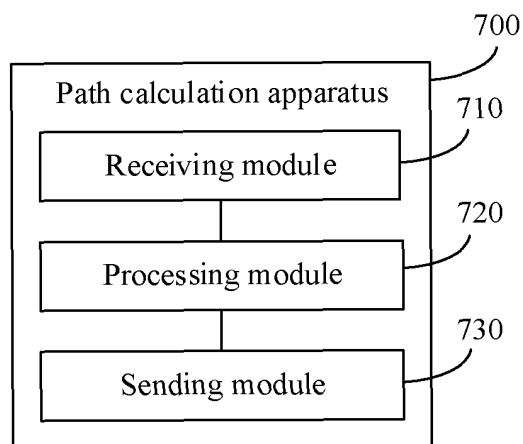 700
Path calculation apparatus
710
Receiving module
720
Processing module
730
Sending module